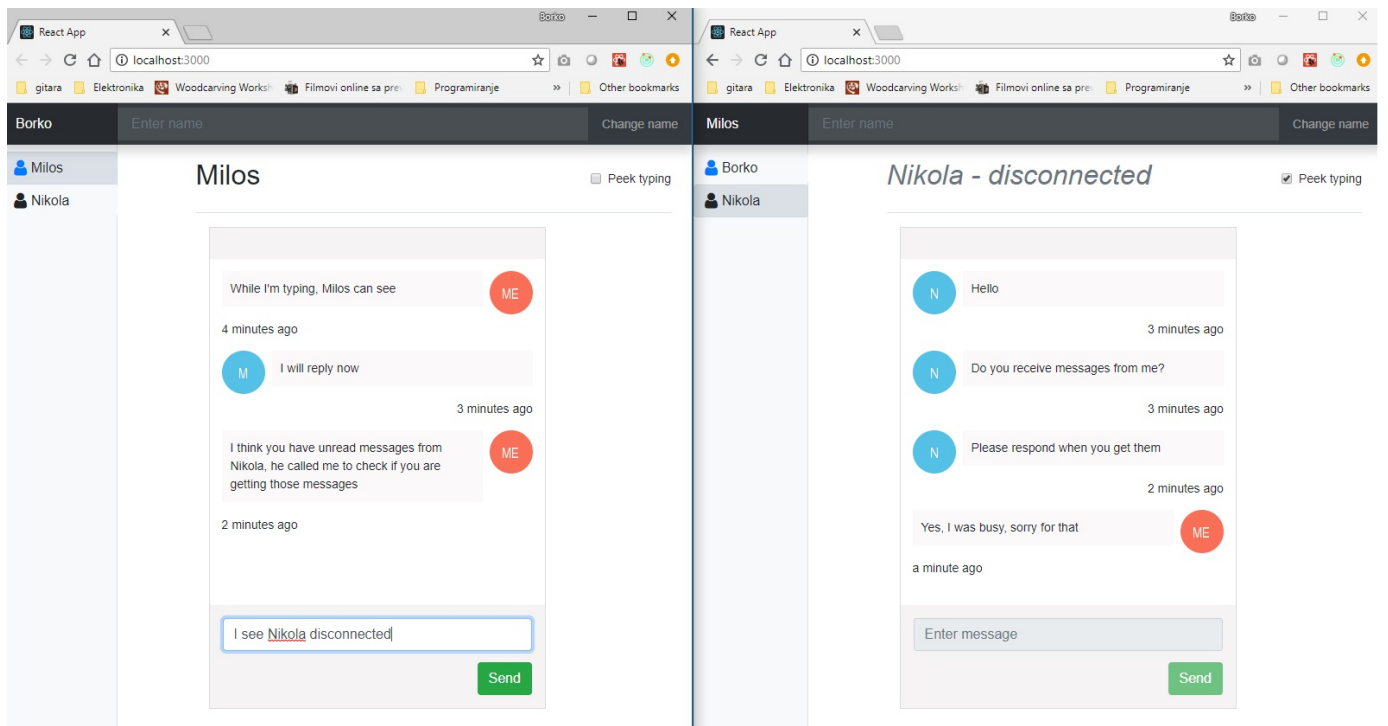 Borko
React App
localhost:3000
gitara Elektronika Woodcarving Worksh Filmovi online sa prev Programiranje » Other bookmarks
Borko Enter name Change name
Milos
Nikola
Milos
Peek typing
While I'm typing, Milos can see
ME
4 minutes ago
M
I will reply now
3 minutes ago
I think you have unread messages from
Nikola, he called me to check if you are
getting those messages
ME
2 minutes ago
I see Nikola disconnected
Send
Borko
React App
localhost:3000
gitara Elektronika Woodcarving Worksh Filmovi online sa prev Programiranje » Other bookmarks
Milos Enter name Change name
Borko
Nikola
Nikola - disconnected
Peek typing
N
Hello
3 minutes ago
N
Do you receive messages from me?
3 minutes ago
N
Please respond when you get them
2 minutes ago
Yes, I was busy, sorry for that
ME
a minute ago
Enter message
Send